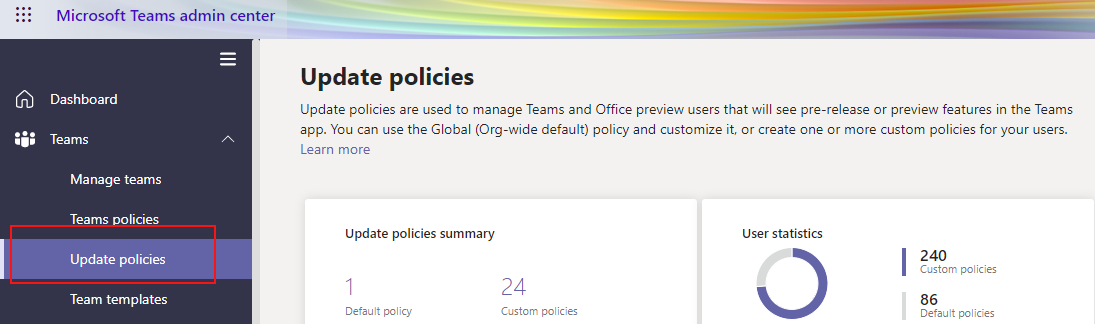 Microsoft Teams admin center
Dashboard
Teams
Manage teams
Teams policies
Update policies
Team templates
Update policies
Update policies are used to manage Teams and Office preview users that will see pre-release or preview features in the Teams
app. You can use the Global (Org-wide default) policy and customize it, or create one or more custom policies for your users.
Learn more
Update policies summary
1
Default policy
24
Custom policies
User statistics
240
Custom policies
86
Default policies